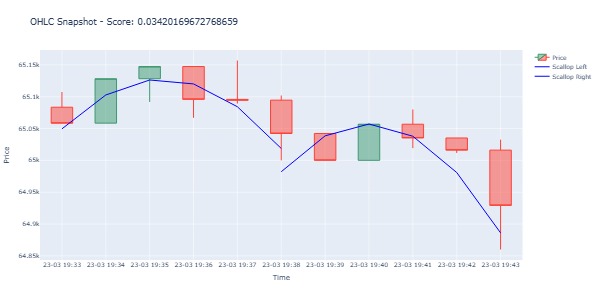 OHLC Snapshot - Score: 0.03420169672768659
65.15k
65.1k
65.05k
65k
64.95k
64.9k
64.85k
Price
23-03 19:33 23-03 19:34 23-03 19:35 23-03 19:36 23-03 19:37 23-03 19:38 23-03 19:39 23-03 19:40 23-03 19:41 23-03 19:42 23-03 19:43
Time
Price
Scallop Left
Scallop Right